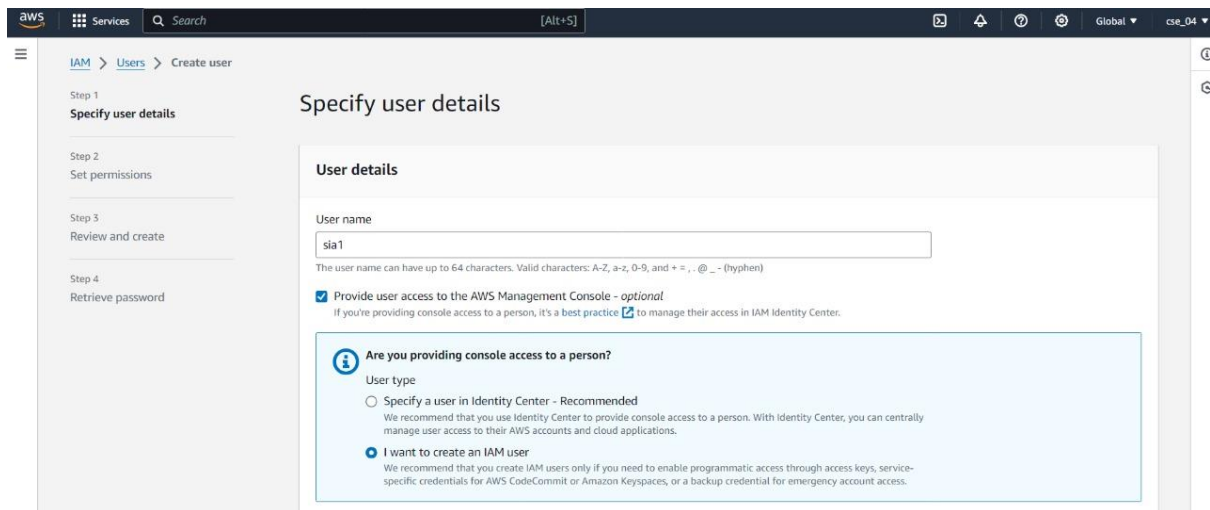 aws Services Search [Alt+S] Global cse_04
IAM > Users > Create user
Step 1
Specify user details
Step 2
Set permissions
Step 3
Review and create
Step 4
Retrieve password
Specify user details
User details
User name
sia1
The user name can have up to 64 characters. Valid characters: A-Z, a-z, 0-9, and + = , . @ _ - (hyphen)
Provide user access to the AWS Management Console - optional
If you're providing console access to a person, it's a best practice to manage their access in IAM Identity Center.
Are you providing console access to a person?
User type
Specify a user in Identity Center - Recommended
We recommend that you use Identity Center to provide console access to a person. With Identity Center, you can centrally
manage user access to their AWS accounts and cloud applications.
I want to create an IAM user
We recommend that you create IAM users only if you need to enable programmatic access through access keys, service-
specific credentials for AWS CodeCommit or Amazon Keyspaces, or a backup credential for emergency account access.